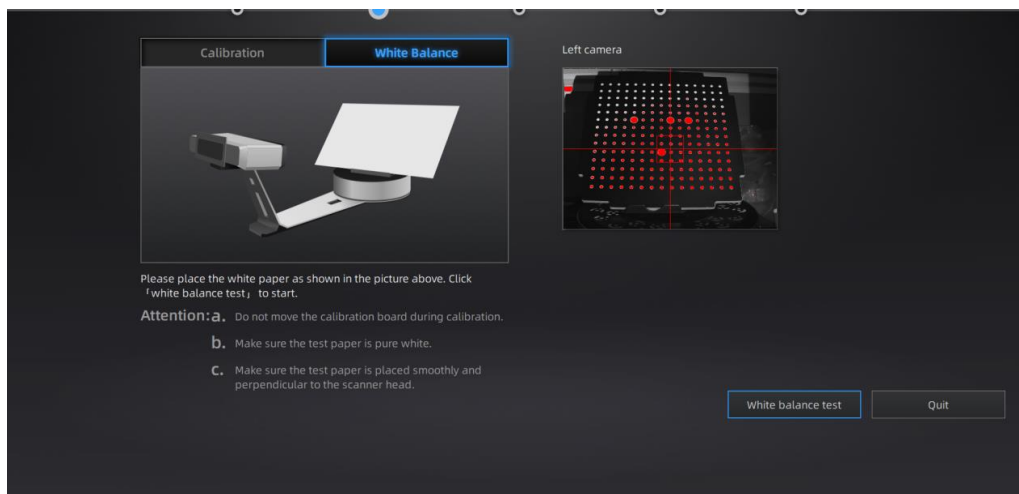 Calibration
White Balance
Left camera
Please place the white paper as shown in the picture above. Click
「white balance test」 to start.
Attention:a. Do not move the calibration board during calibration.
b. Make sure the test paper is pure white.
c. Make sure the test paper is placed smoothly and
perpendicular to the scanner head.
White balance test
Quit